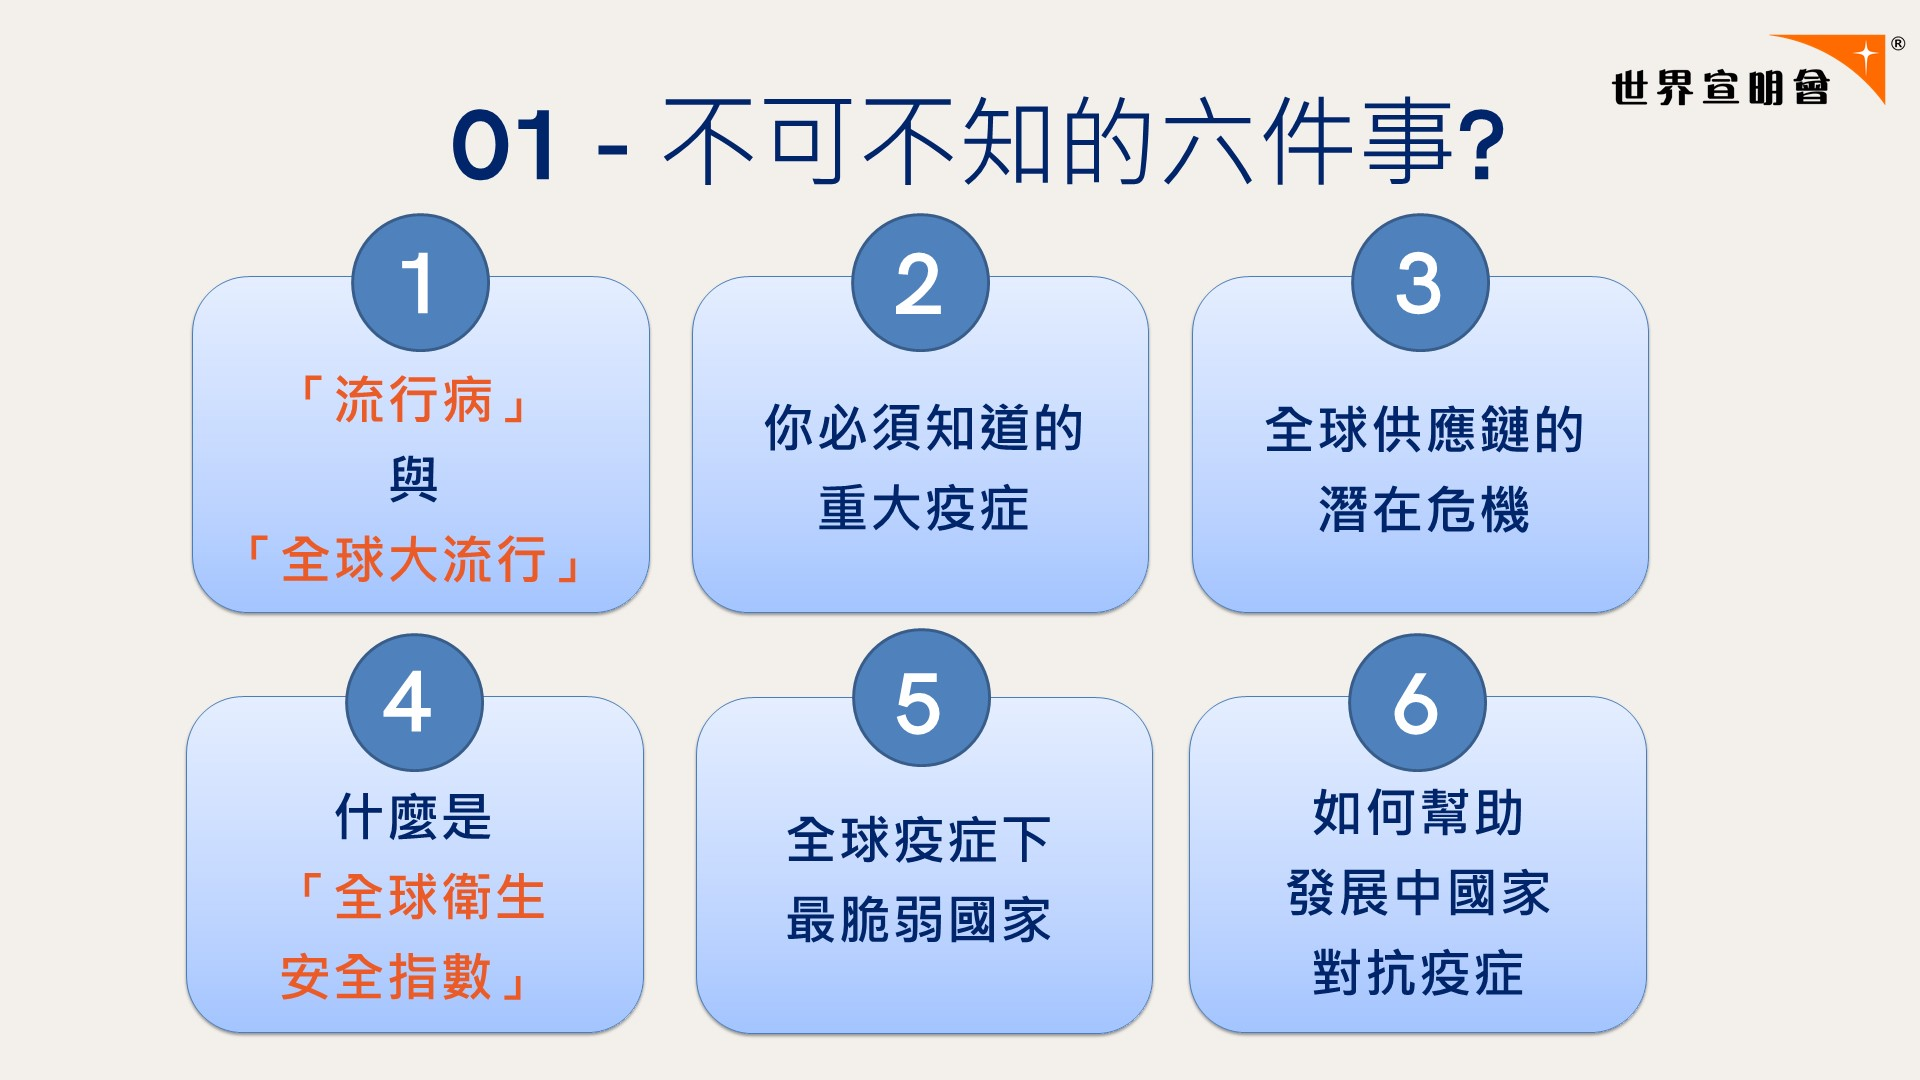 世界宣明會®
01 - 不可不知的六件事?
1
「流行病」
與
「全球大流行」
2
你必須知道的
重大疫症
3
全球供應鏈的
潛在危機
4
什麼是
「全球衛生
安全指數」
5
全球疫症下
最脆弱國家
6
如何幫助
發展中國家
對抗疫症